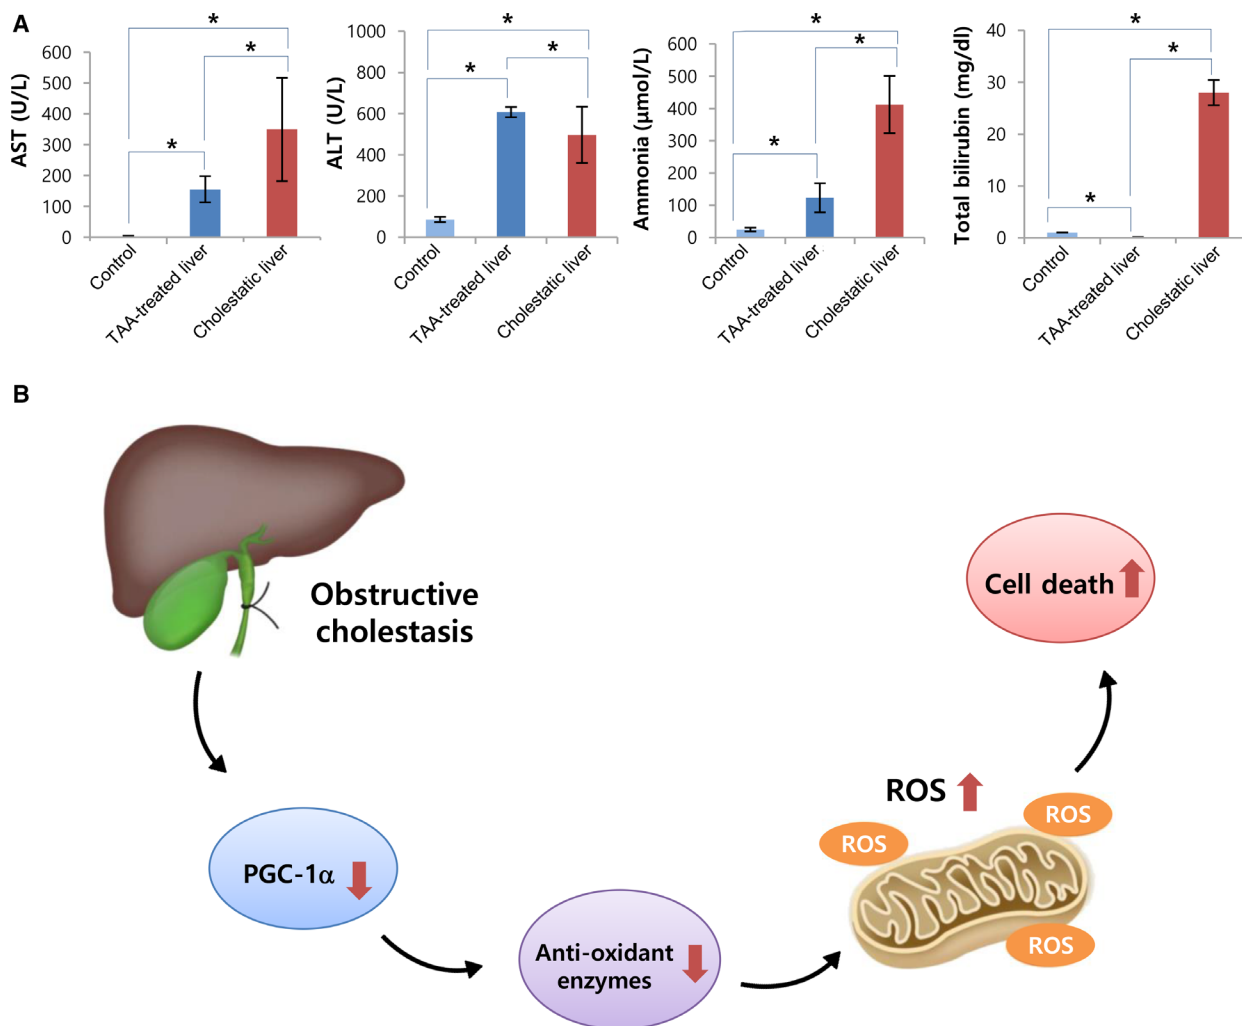 A
AST (U/L)
600
500
400
300
200
100
0
*
*
*
Control
TAA-treated liver
Cholestatic liver
ALT (U/L)
1000
800
600
400
200
0
*
*
*
Control
TAA-treated liver
Cholestatic liver
Ammonia (μmol/L)
600
500
400
300
200
100
0
*
*
*
Control
TAA-treated liver
Cholestatic liver
Total bilirubin (mg/dl)
40
30
20
10
0
*
*
*
Control
TAA-treated liver
Cholestatic liver
B
Obstructive
cholestasis
PGC-1α
Anti-oxidant
enzymes
ROS
ROS
ROS
ROS
Cell death